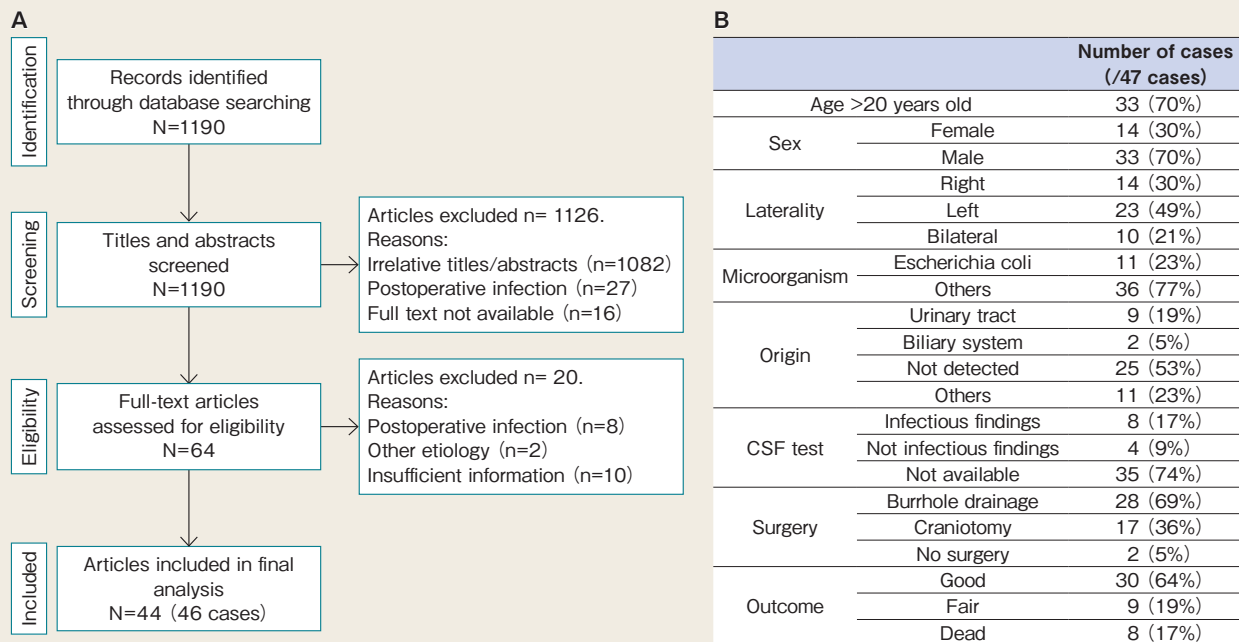 A
Identification
Records identified
through database searching
N=1190
Screening
Titles and abstracts
screened
N=1190
Articles excluded n= 1126.
Reasons:
Irrelative titles/abstracts (n=1082)
Postoperative infection (n=27)
Full text not available (n=16)
Eligibility
Full-text articles
assessed for eligibility
N=64
Articles excluded n= 20.
Reasons:
Postoperative infection (n=8)
Other etiology (n=2)
Insufficient information (n=10)
Included
Articles included in final
analysis
N=44 (46 cases)
B
Number of cases
(/47 cases)
Age >20 years old 33 (70%)
Sex
Female 14 (30%)
Male 33 (70%)
Laterality
Right 14 (30%)
Left 23 (49%)
Bilateral 10 (21%)
Microorganism
Escherichia coli 11 (23%)
Others 36 (77%)
Origin
Urinary tract 9 (19%)
Biliary system 2 (5%)
Not detected 25 (53%)
Others 11 (23%)
CSF test
Infectious findings 8 (17%)
Not infectious findings 4 (9%)
Not available 35 (74%)
Surgery
Burrhole drainage 28 (69%)
Craniotomy 17 (36%)
No surgery 2 (5%)
Outcome
Good 30 (64%)
Fair 9 (19%)
Dead 8 (17%)